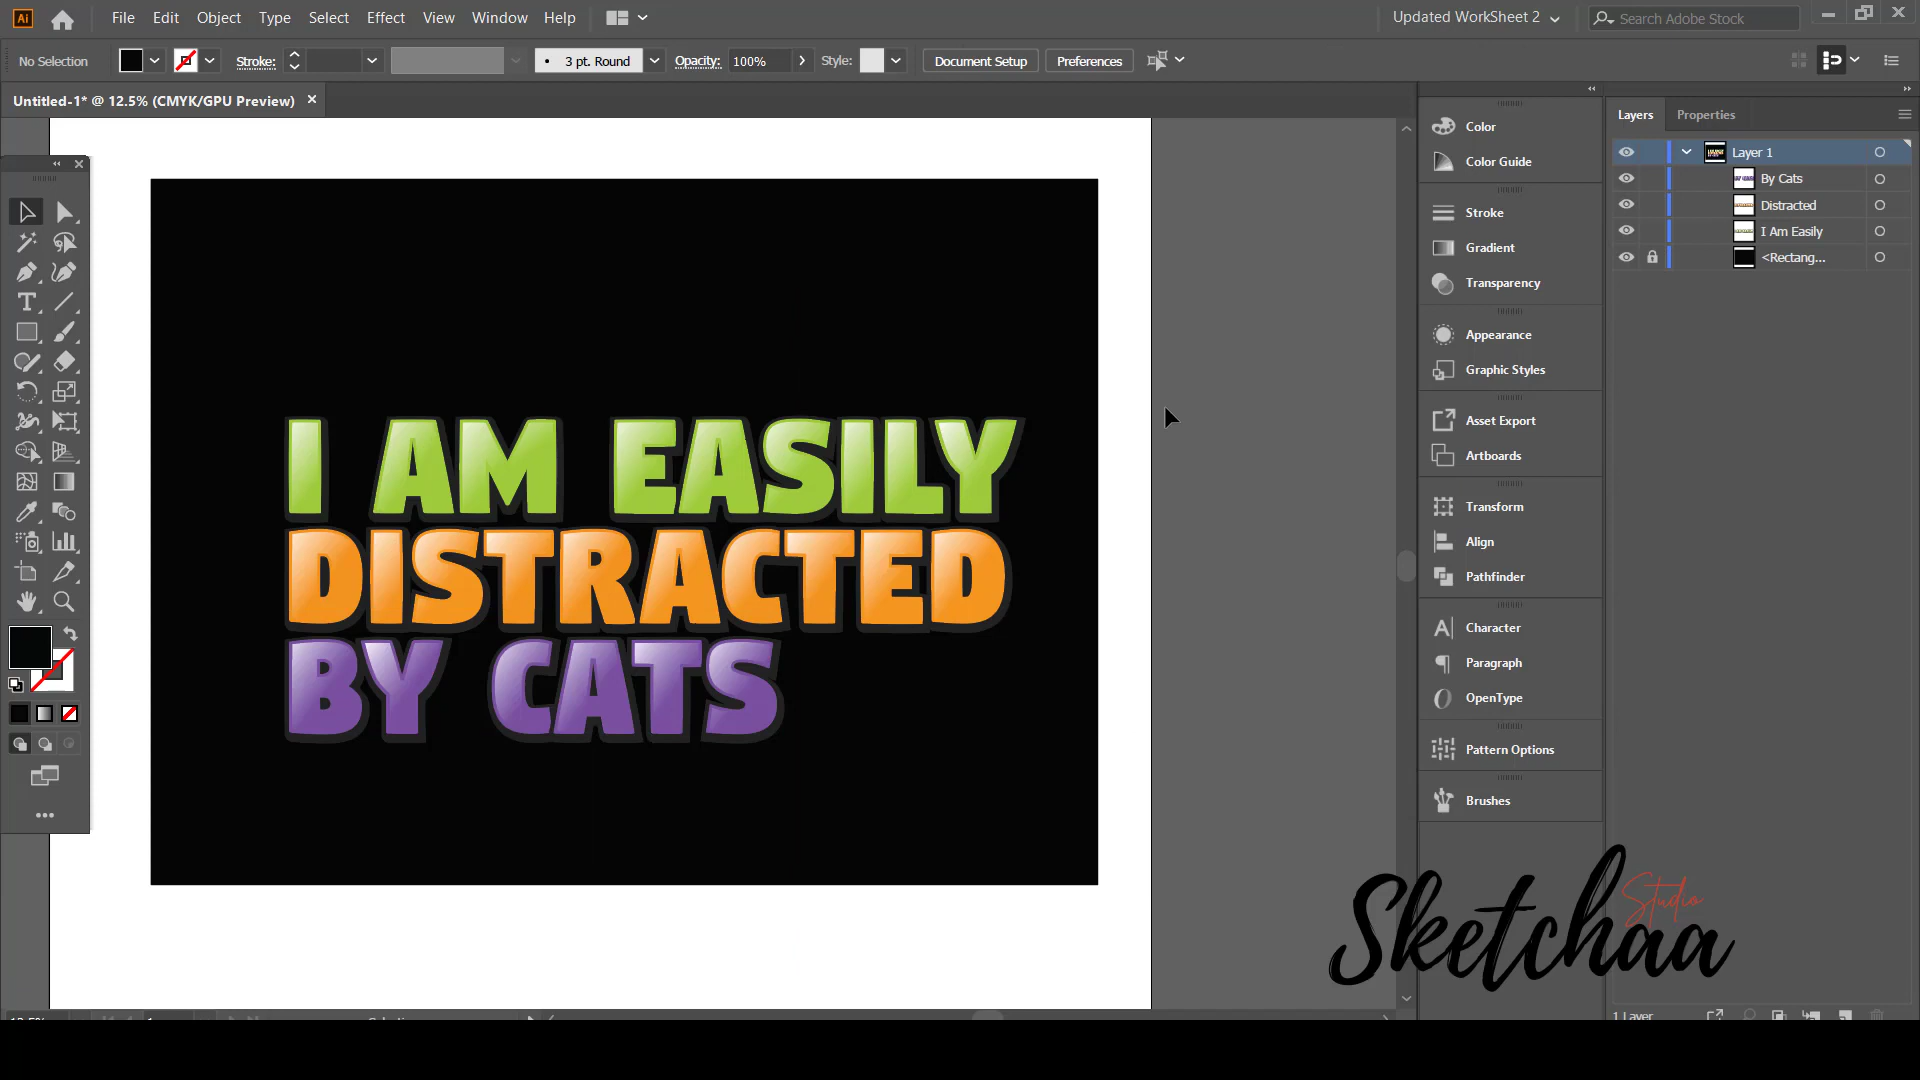 Ai File Edit Object Type Select Effect View Window Help Updated WorkSheet 2 Search Adobe Stock
No Selection Stroke: 3 pt. Round Opacity: 100% Style: Document Setup Preferences
Untitled-1* @ 12.5% (CMYK/GPU Preview)
I AM EASILY
DISTRACTED
BY CATS
Color
Color Guide
Stroke
Gradient
Transparency
Appearance
Graphic Styles
Asset Export
Artboards
Transform
Align
Pathfinder
Character
Paragraph
OpenType
Pattern Options
Brushes
Layers Properties
Layer 1
By Cats
Distracted
I Am Easily
<Rectang...
Sketchaa Studio
1 Layer